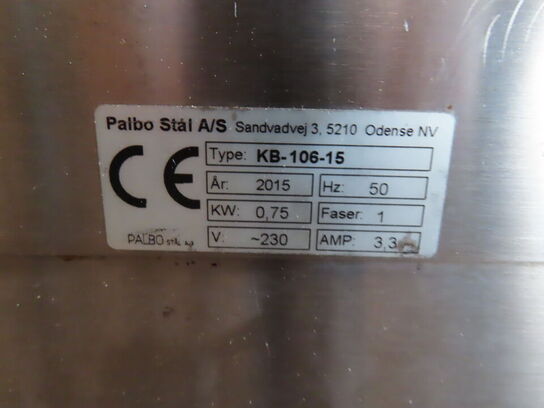 Palbo Stål A/S Sandvadvej 3, 5210 Odense NV
CE
Type: KB-106-15
År: 2015 Hz: 50
KW: 0,75 Faser: 1
PALBO stål a/s V: ~230 AMP: 3,3